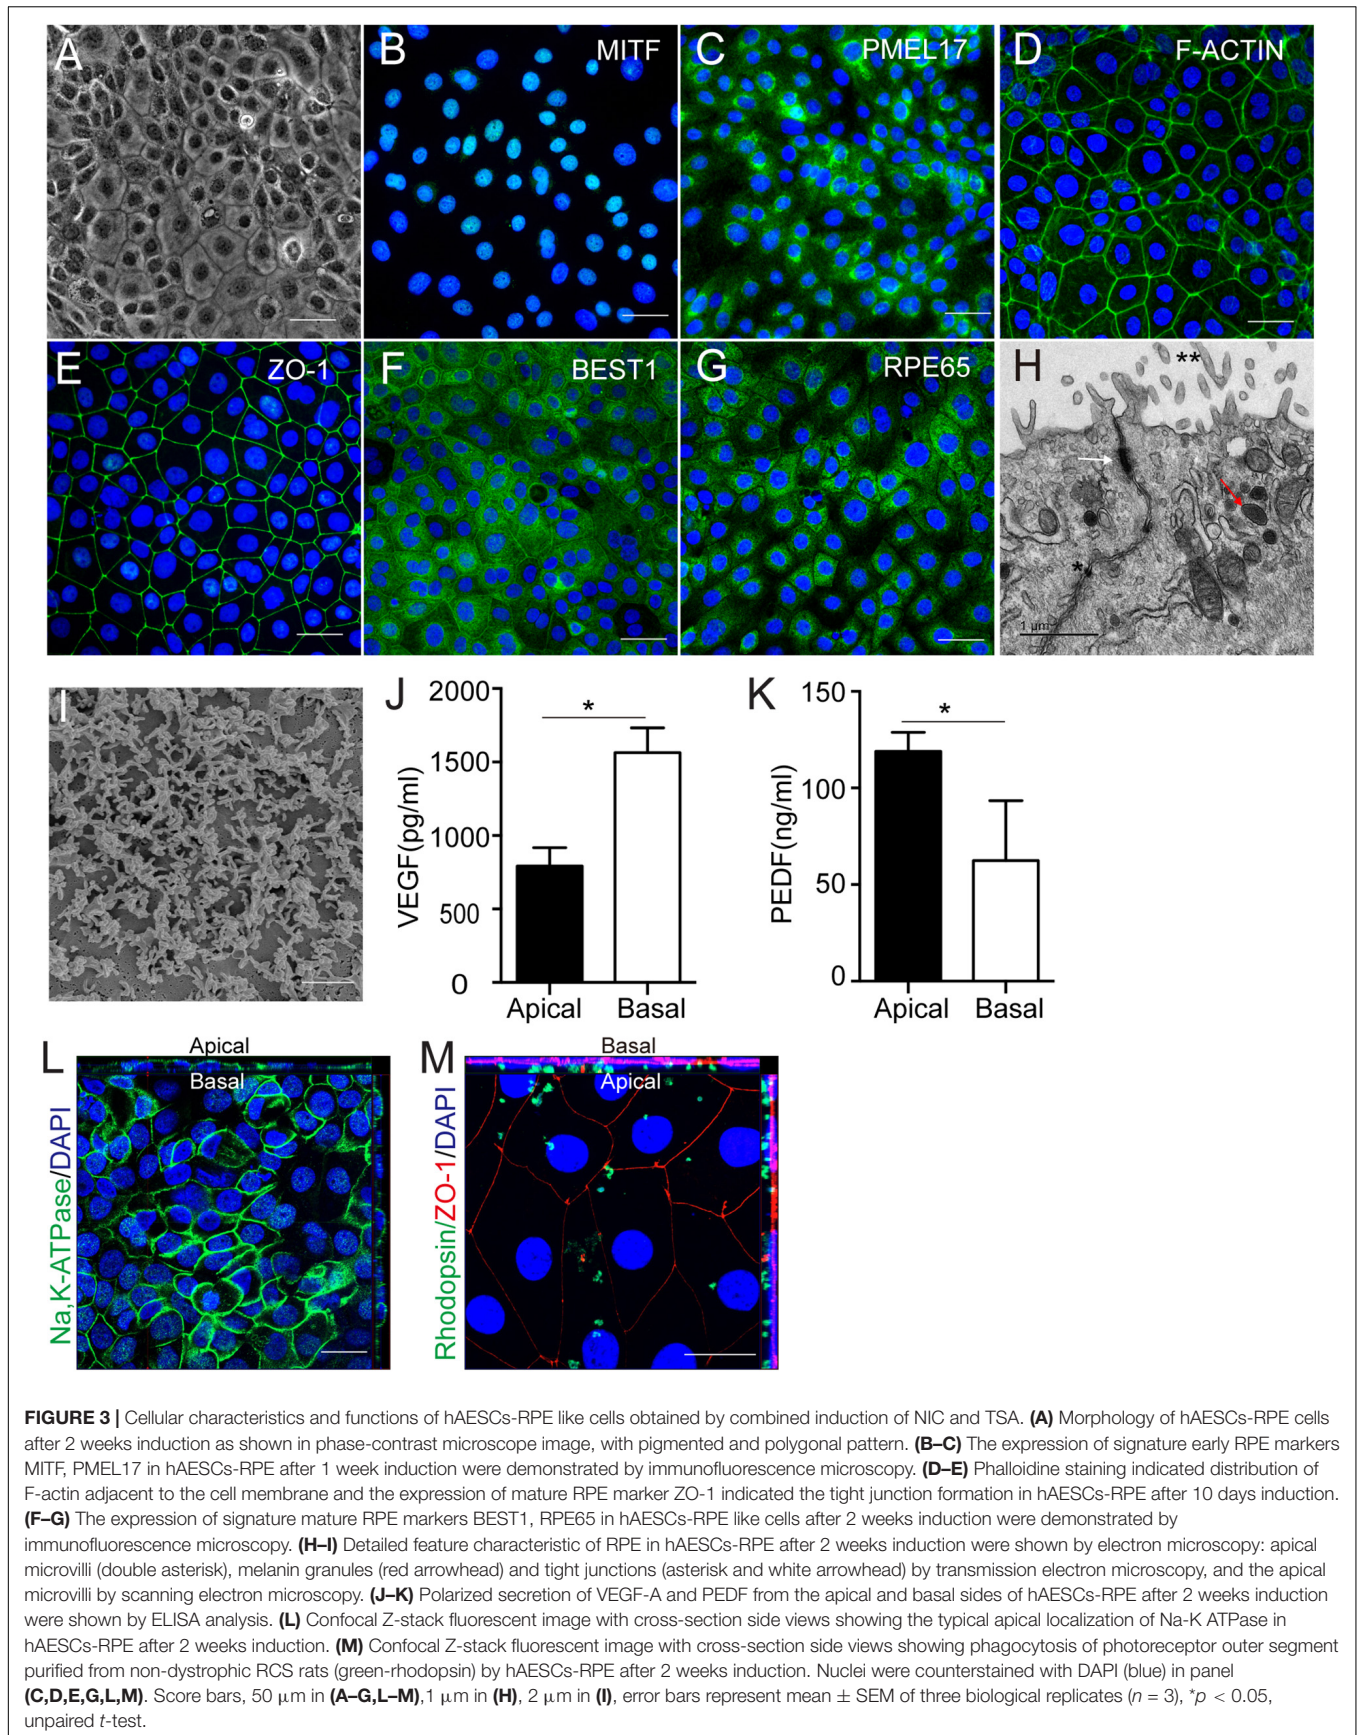 A
B
MITF
C
PMEL17
D
F-ACTIN
E
ZO-1
F
BEST1
G
RPE65
H
**
*
1 μm
I
J
2000
1500
1000
500
0
VEGF(pg/ml)
*
Apical
Basal
K
150
100
50
0
PEDF(ng/ml)
*
Apical
Basal
L
Apical
Basal
Na,K-ATPase/DAPI
M
Basal
Apical
Rhodopsin/ZO-1/DAPI
FIGURE 3 | Cellular characteristics and functions of hAESCs-RPE like cells obtained by combined induction of NIC and TSA. (A) Morphology of hAESCs-RPE cells
after 2 weeks induction as shown in phase-contrast microscope image, with pigmented and polygonal pattern. (B–C) The expression of signature early RPE markers
MITF, PMEL17 in hAESCs-RPE after 1 week induction were demonstrated by immunofluorescence microscopy. (D–E) Phalloidine staining indicated distribution of
F-actin adjacent to the cell membrane and the expression of mature RPE marker ZO-1 indicated the tight junction formation in hAESCs-RPE after 10 days induction.
(F–G) The expression of signature mature RPE markers BEST1, RPE65 in hAESCs-RPE like cells after 2 weeks induction were demonstrated by
immunofluorescence microscopy. (H–I) Detailed feature characteristic of RPE in hAESCs-RPE after 2 weeks induction were shown by electron microscopy: apical
microvilli (double asterisk), melanin granules (red arrowhead) and tight junctions (asterisk and white arrowhead) by transmission electron microscopy, and the apical
microvilli by scanning electron microscopy. (J–K) Polarized secretion of VEGF-A and PEDF from the apical and basal sides of hAESCs-RPE after 2 weeks induction
were shown by ELISA analysis. (L) Confocal Z-stack fluorescent image with cross-section side views showing the typical apical localization of Na-K ATPase in
hAESCs-RPE after 2 weeks induction. (M) Confocal Z-stack fluorescent image with cross-section side views showing phagocytosis of photoreceptor outer segment
purified from non-dystrophic RCS rats (green-rhodopsin) by hAESCs-RPE after 2 weeks induction. Nuclei were counterstained with DAPI (blue) in panel
(C,D,E,G,L,M). Score bars, 50 μm in (A–G,L–M),1 μm in (H), 2 μm in (I), error bars represent mean ± SEM of three biological replicates (n = 3), *p < 0.05,
unpaired t-test.